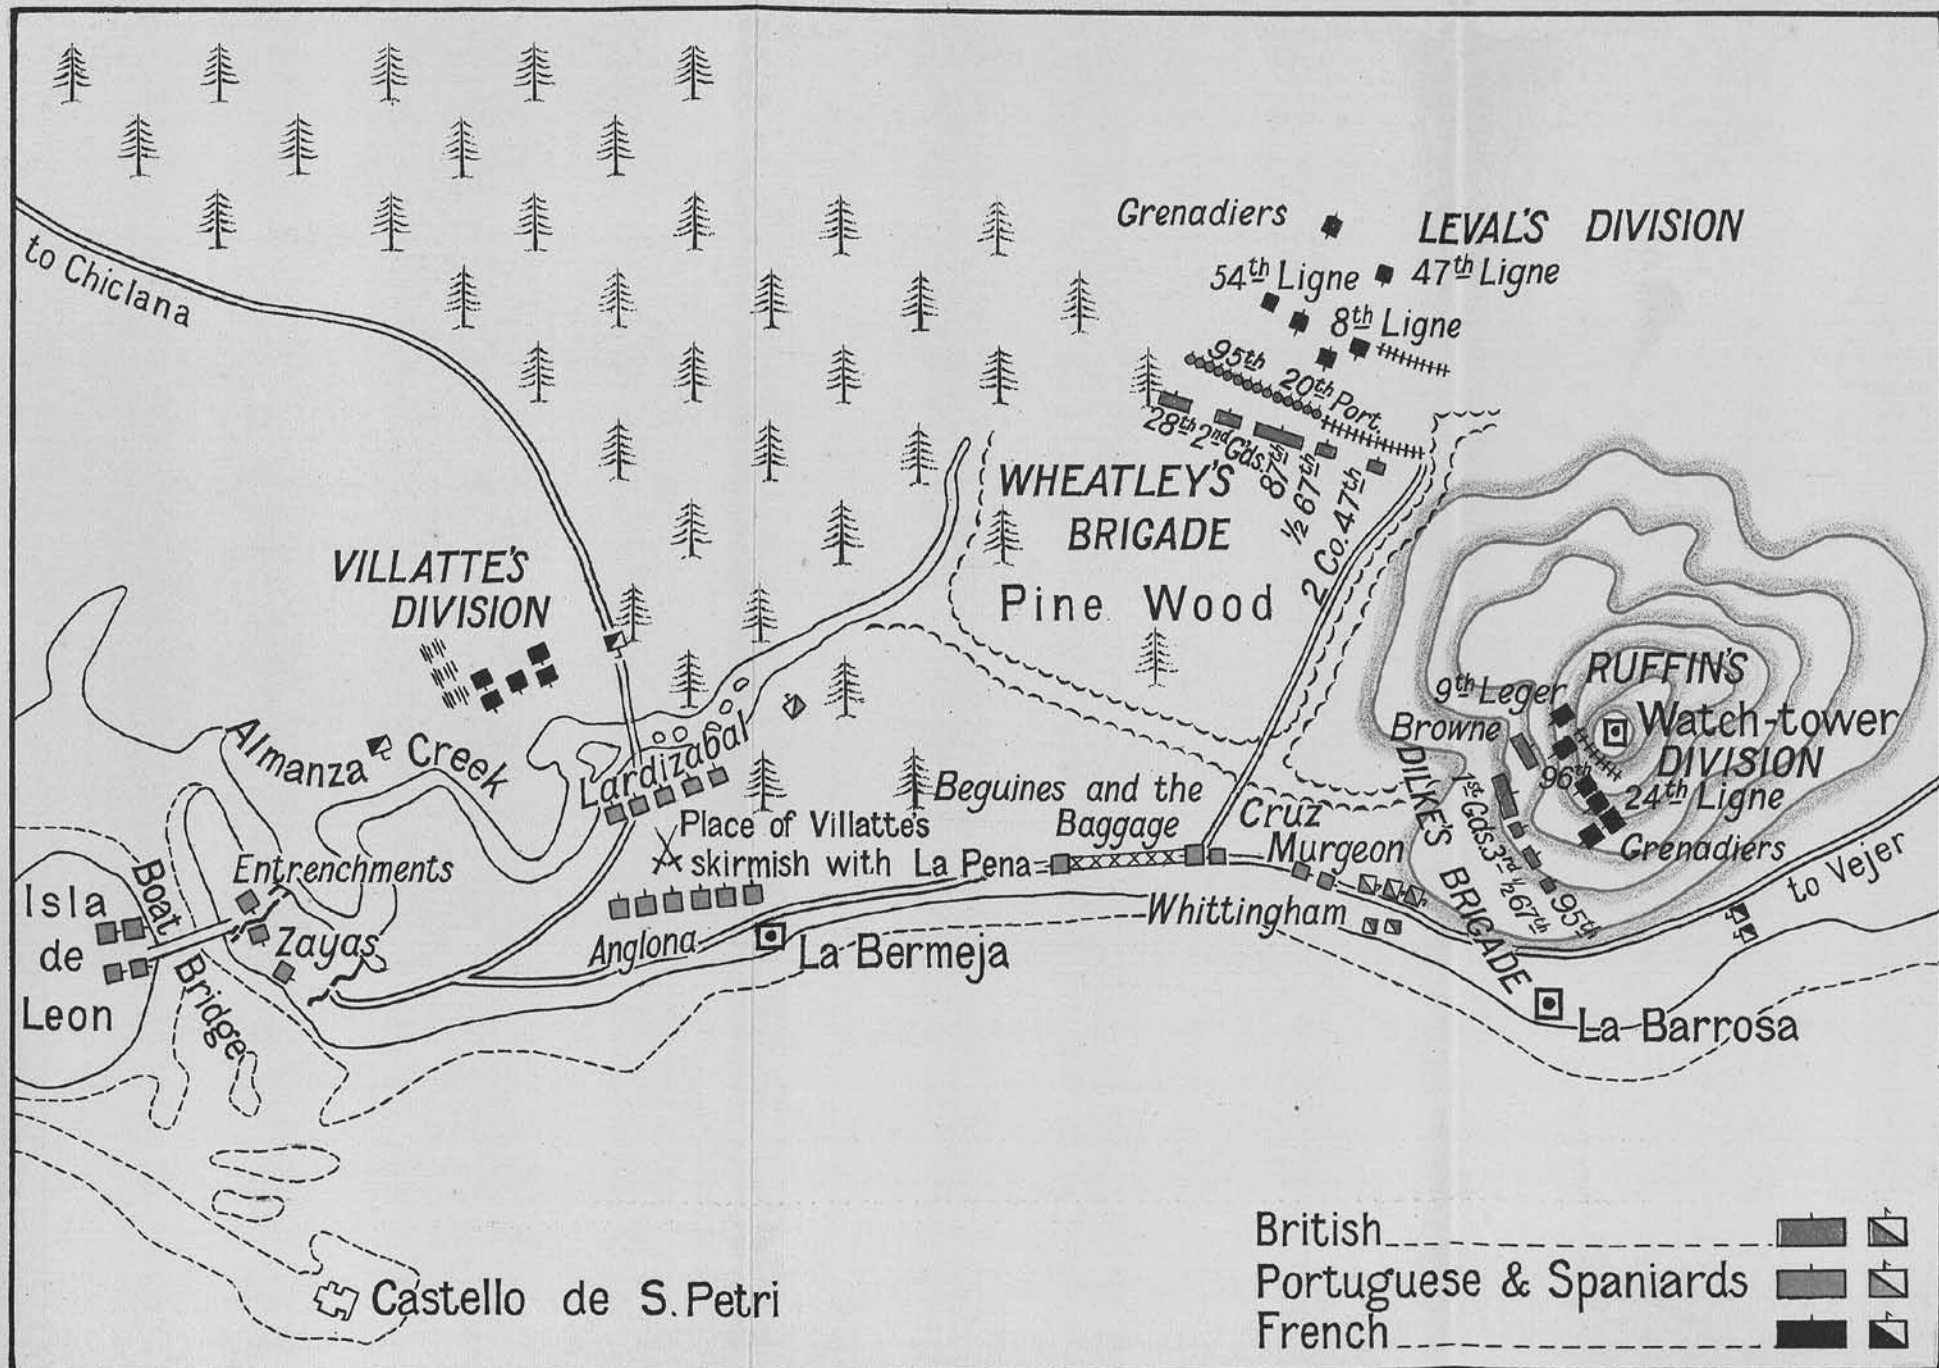 to Chiclana
Grenadiers
LEVAL'S DIVISION
54th Ligne
47th Ligne
8th Ligne
95th
20th Port.
28th
2nd Gds.
87th
½ 67th
2 Co. 47th
WHEATLEY'S
BRIGADE
Pine Wood
VILLATTE'S
DIVISION
Almanza Creek
Lardizabal
RUFFIN'S
9th Leger
Watch-tower
Browne
DIVISION
96th
24th Ligne
Grenadiers
DILKE'S BRIGADE
1st Gds. 3rd ½ 67th
95th
to Vejer
Beguines and the
Baggage
Cruz
Murgeon
Place of Villatte's
skirmish with La Pena
Whittingham
Entrenchments
Boat
Bridge
Isla
de
Leon
Zayas
Anglona
La Bermeja
La Barrosa
Castello de S. Petri
British
Portuguese & Spaniards
French